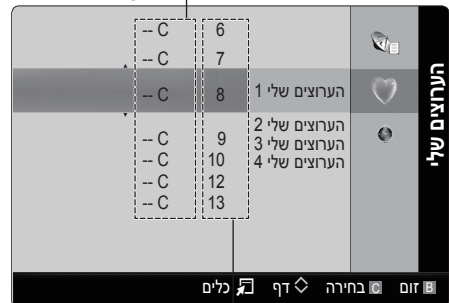 הערוצים שלי
6 C --
7 C --
הערוצים שלי 1 8 C --
הערוצים שלי 2
9 C --
הערוצים שלי 3
10 C --
הערוצים שלי 4
12 C --
13 C --
B זום C בחירה דף כלים